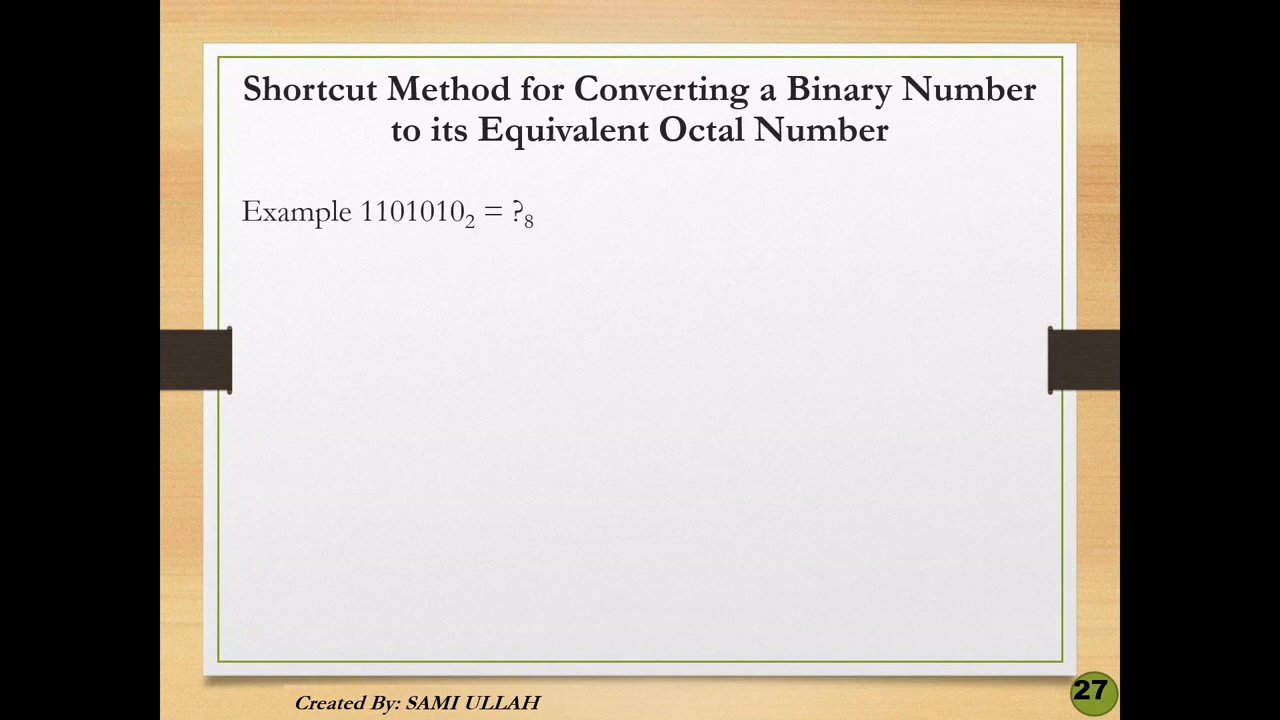 Shortcut Method for Converting a Binary Number
to its Equivalent Octal Number
Example 1101010₂ = ?₈
Created By: SAMI ULLAH
27